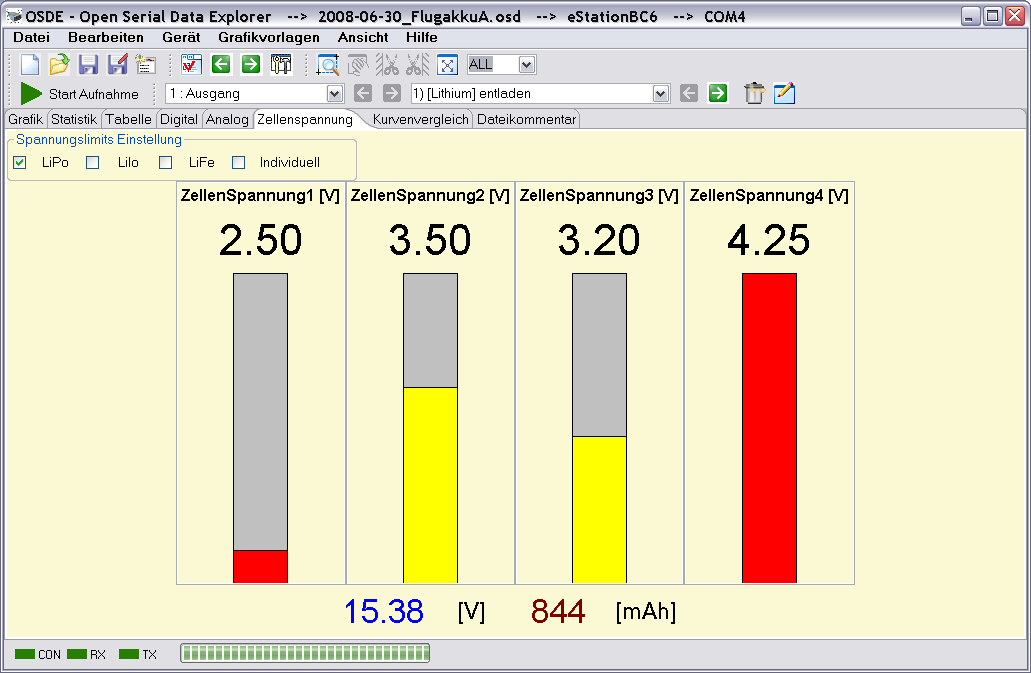 OSDE - Open Serial Data Explorer --> 2008-06-30_FlugakkuA.osd --> eStationBC6 --> COM4
Datei Bearbeiten Gerät Grafikvorlagen Ansicht Hilfe
ALL
Start Aufnahme 1 : Ausgang 1) [Lithium] entladen
Grafik Statistik Tabelle Digital Analog Zellenspannung Kurvenvergleich Dateikommentar
Spannungslimits Einstellung
LiPo LiIo LiFe Individuell
ZellenSpannung1 [V] ZellenSpannung2 [V] ZellenSpannung3 [V] ZellenSpannung4 [V]
2.50 3.50 3.20 4.25
15.38 [V] 844 [mAh]
CON RX TX